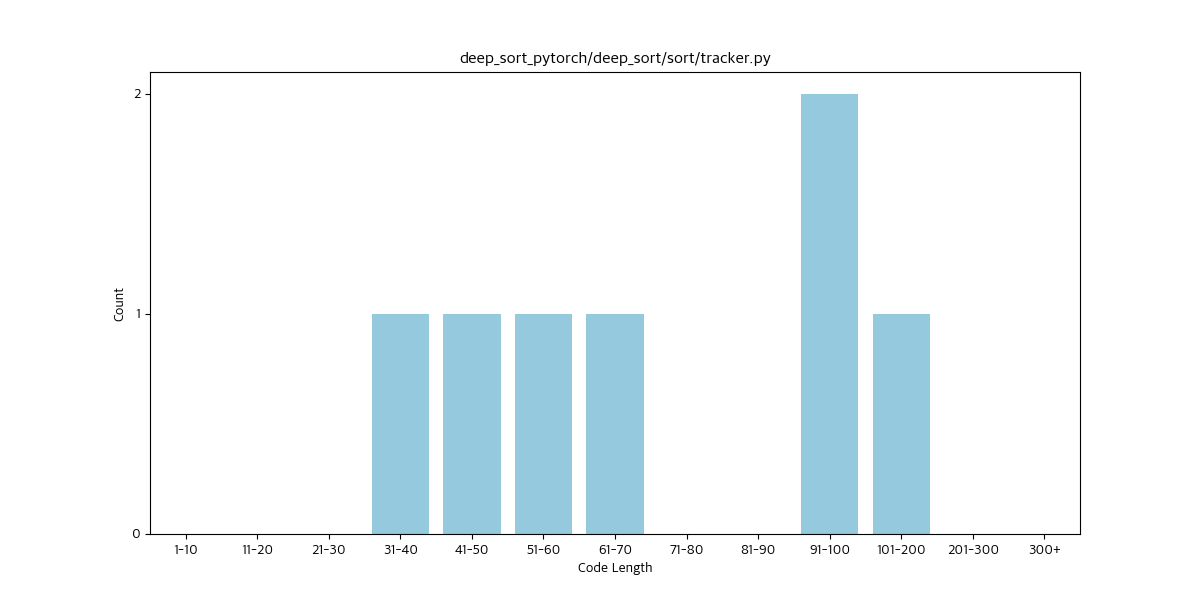 deep_sort_pytorch/deep_sort/sort/tracker.py
2
1
0
Count
1-10 11-20 21-30 31-40 41-50 51-60 61-70 71-80 81-90 91-100 101-200 201-300 300+
Code Length